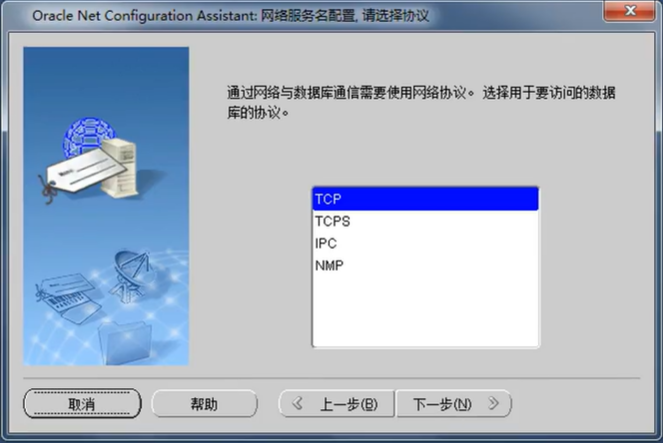 Oracle Net Configuration Assistant: 网络服务名配置, 请选择协议
通过网络与数据库通信需要使用网络协议。选择用于要访问的数据
库的协议。
TCP
TCPS
IPC
NMP
取消
帮助
上一步(B)
下一步(N)